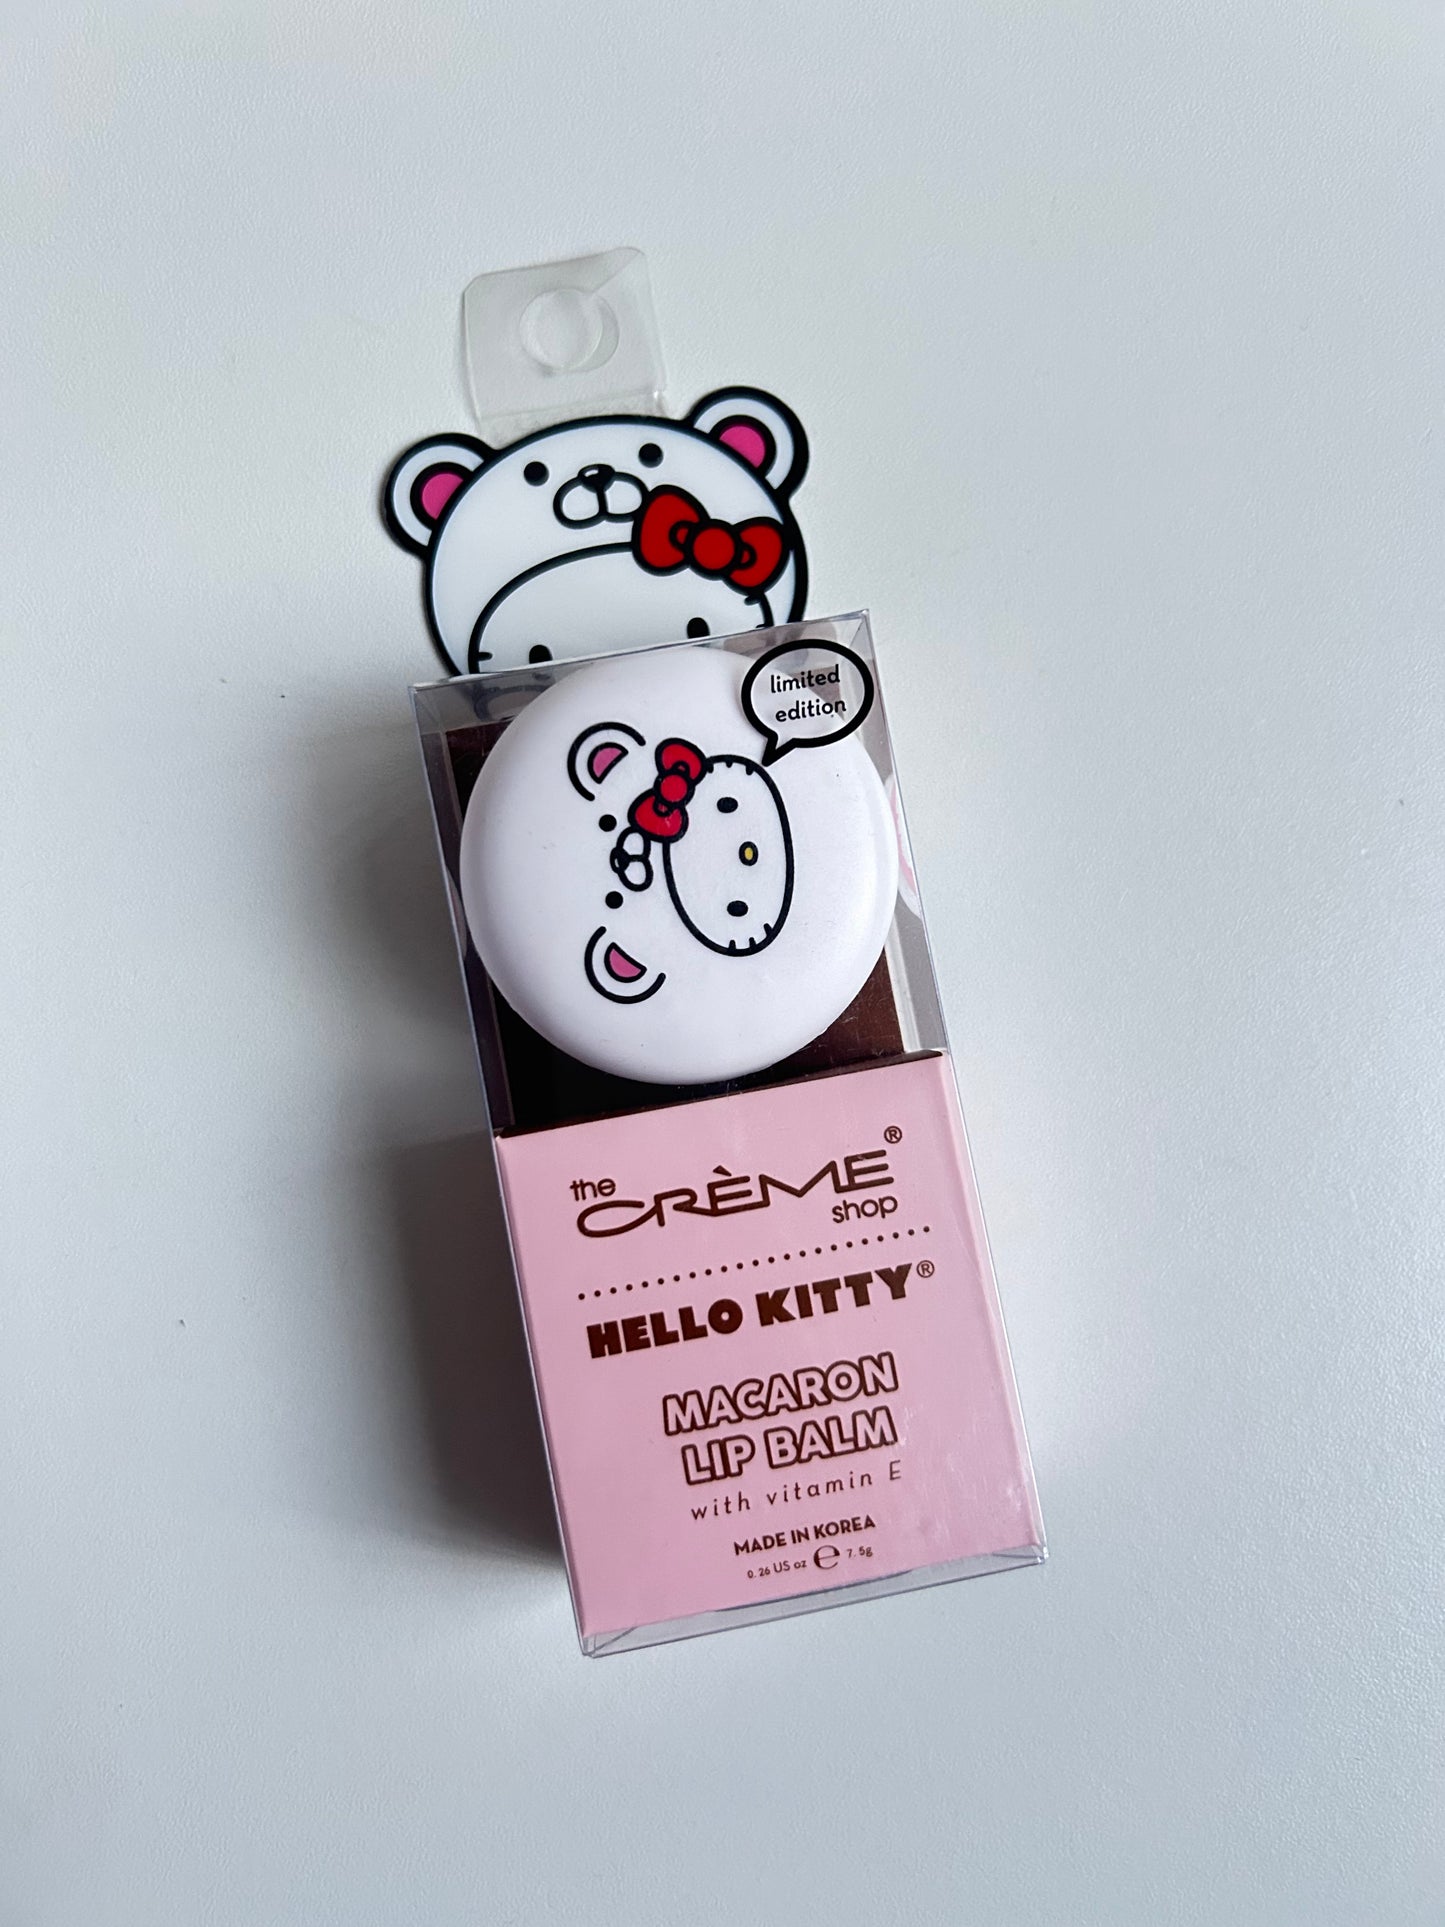 limited
edition
the
CRÈME®
shop
HELLO KITTY®
MACARON
LIP BALM
with vitamin E
MADE IN KOREA
0.26 US oz ℮ 7.5g